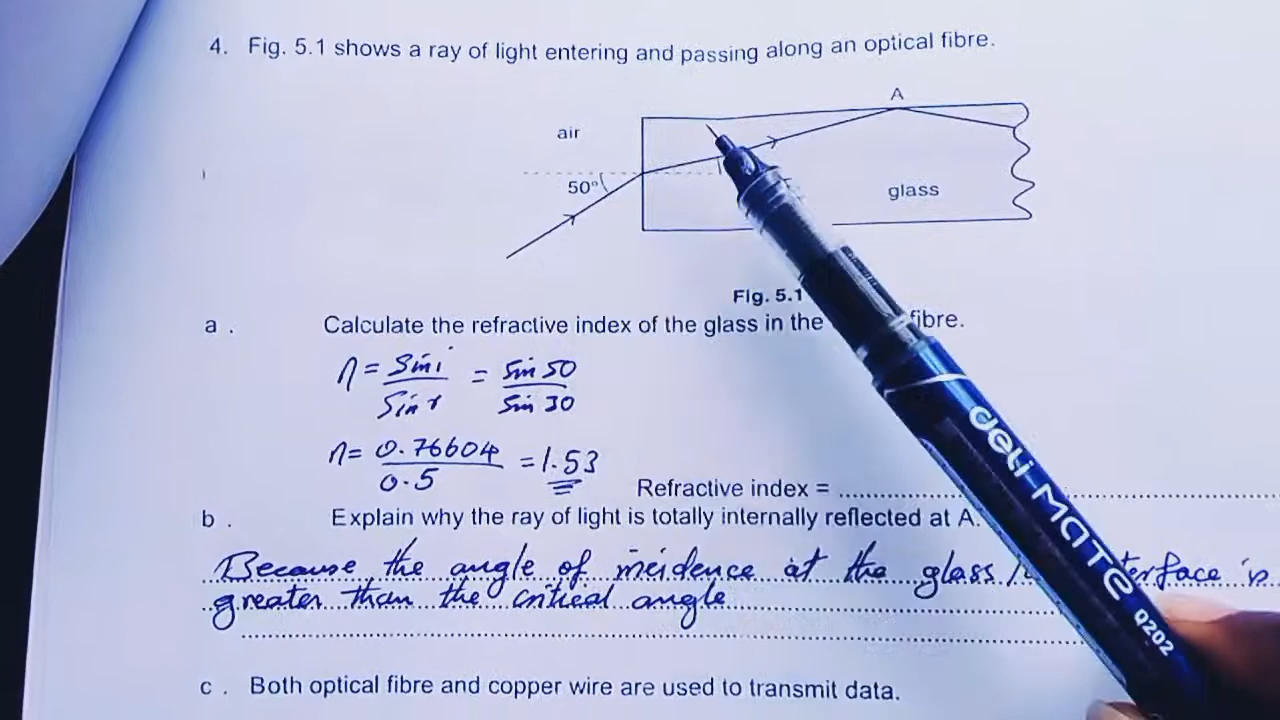 4. Fig. 5.1 shows a ray of light entering and passing along an optical fibre.
A
air
50°
glass
Fig. 5.1
a . Calculate the refractive index of the glass in the fibre.
n = sin i / sin r = sin 50 / sin 30
n = 0.76604 / 0.5 = 1.53
Refractive index = ........................
b . Explain why the ray of light is totally internally reflected at A.
Because the angle of incidence at the glass is
greater than the critical angle
c . Both optical fibre and copper wire are used to transmit data.
deli MATE Q202